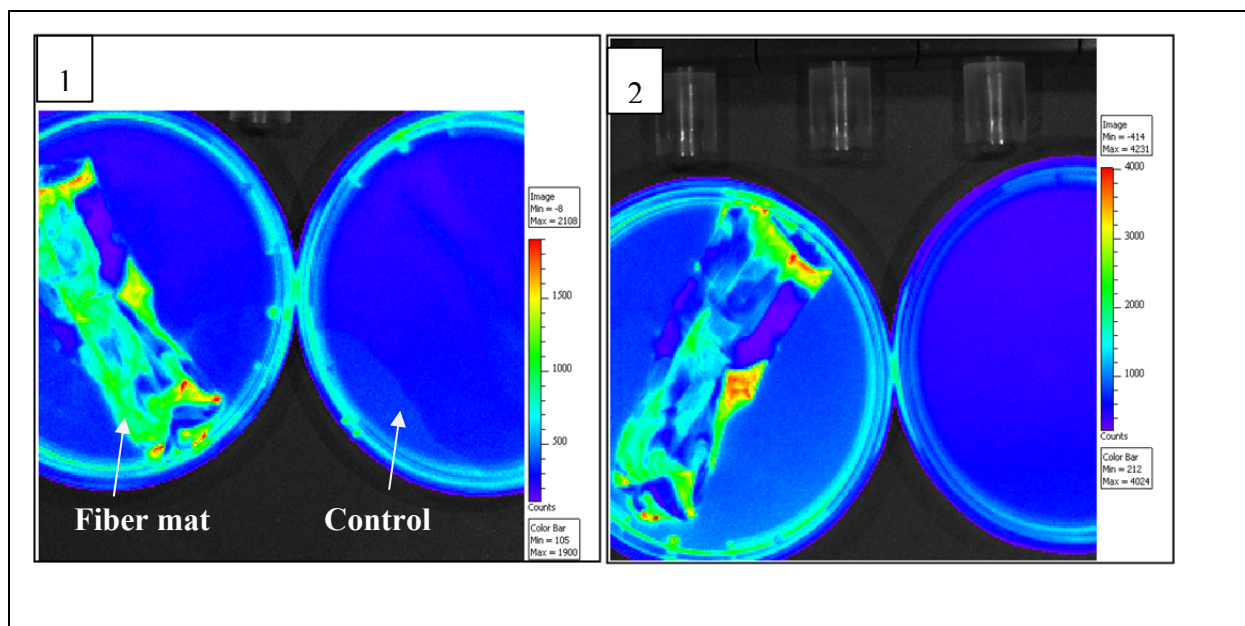 1
Image
Min = -8
Max = 2108
1500
1000
500
Counts
Color Bar
Min = 105
Max = 1900
Fiber mat
Control
2
Image
Min = -414
Max = 4231
4000
3000
2000
1000
Counts
Color Bar
Min = 212
Max = 4024